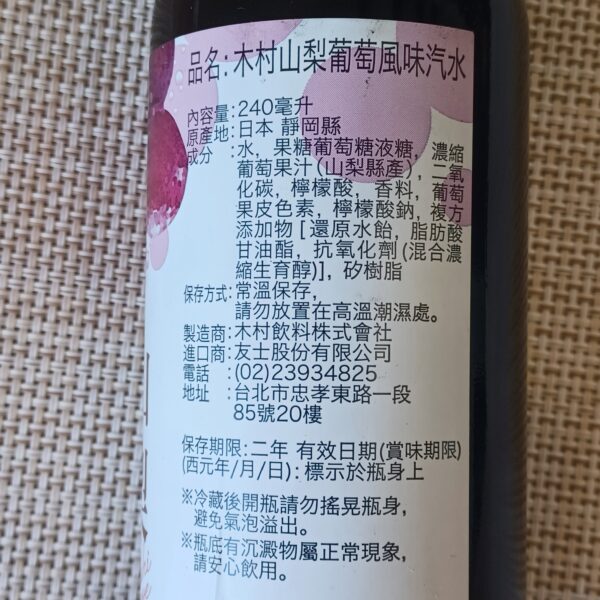 品名: 木村山梨葡萄風味汽水
內容量: 240毫升
原產地: 日本 靜岡縣
成分 : 水, 果糖葡萄糖液糖, 濃縮
葡萄果汁(山梨縣產), 二氧
化碳, 檸檬酸, 香料, 葡萄
果皮色素, 檸檬酸鈉, 複方
添加物 [ 還原水飴, 脂肪酸
甘油酯, 抗氧化劑 (混合濃
縮生育醇)], 矽樹脂
保存方式: 常溫保存,
請勿放置在高溫潮濕處。
製造商: 木村飲料株式會社
進口商: 友士股份有限公司
電話 : (02)23934825
地址 : 台北市忠孝東路一段
85號20樓
保存期限: 二年 有效日期(賞味期限)
(西元年/月/日): 標示於瓶身上
※冷藏後開瓶請勿搖晃瓶身,
避免氣泡溢出。
※瓶底有沉澱物屬正常現象,
請安心飲用。